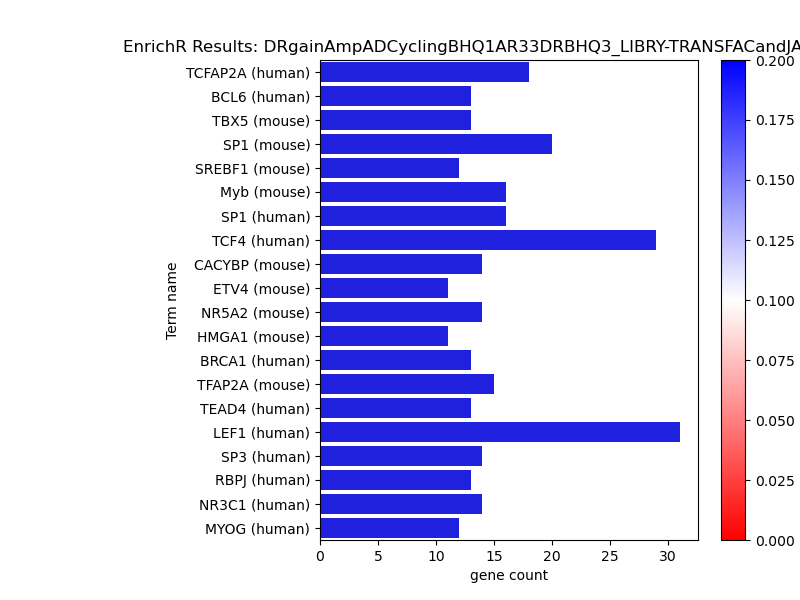 EnrichR Results: DRgainAmpADCyclingBHQ1AR33DRBHQ3_LIBRY-TRANSFACandJA
TCFAP2A (human)
BCL6 (human)
TBX5 (mouse)
SP1 (mouse)
SREBF1 (mouse)
Myb (mouse)
SP1 (human)
TCF4 (human)
CACYBP (mouse)
ETV4 (mouse)
NR5A2 (mouse)
HMGA1 (mouse)
BRCA1 (human)
TFAP2A (mouse)
TEAD4 (human)
LEF1 (human)
SP3 (human)
RBPJ (human)
NR3C1 (human)
MYOG (human)
Term name
0 5 10 15 20 25 30
gene count
0.200
0.175
0.150
0.125
0.100
0.075
0.050
0.025
0.000